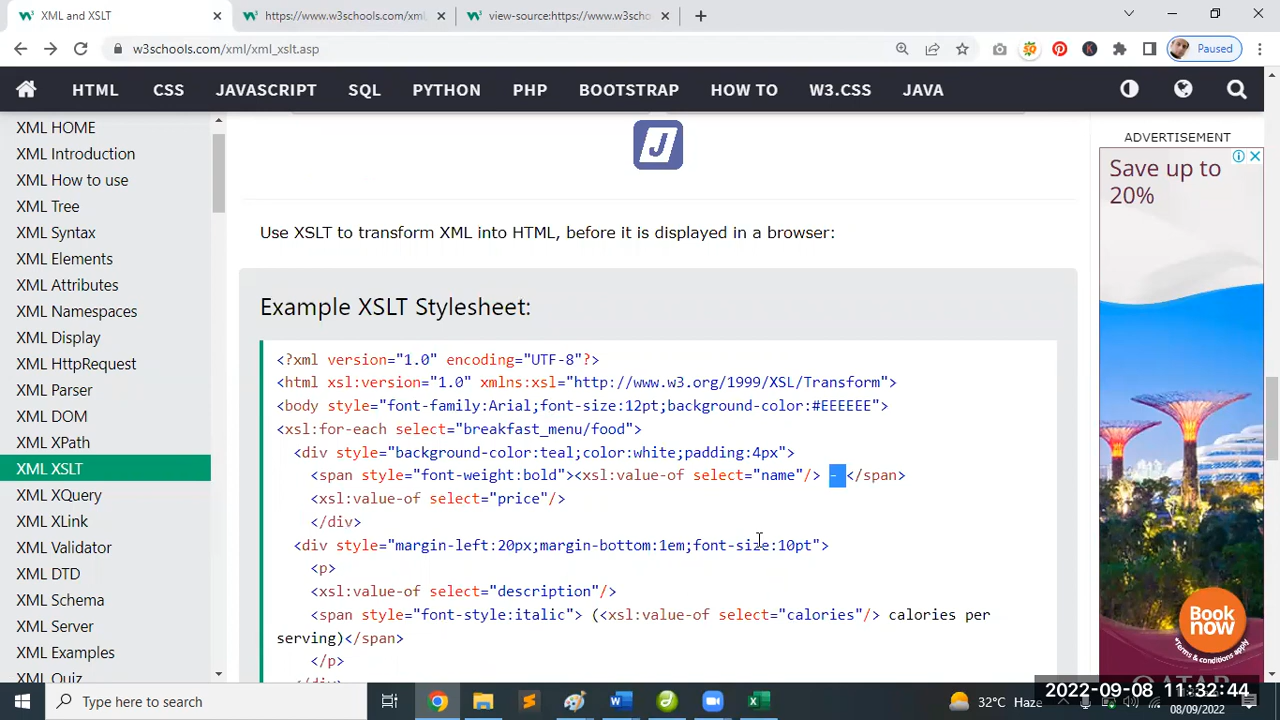 XML and XSLT
https://www.w3schools.com/xml
view-source:https://www.w3scho
w3schools.com/xml/xml_xslt.asp
Paused
HTML CSS JAVASCRIPT SQL PYTHON PHP BOOTSTRAP HOW TO W3.CSS JAVA
XML HOME
XML Introduction
XML How to use
XML Tree
XML Syntax
XML Elements
XML Attributes
XML Namespaces
XML Display
XML HttpRequest
XML Parser
XML DOM
XML XPath
XML XSLT
XML XQuery
XML XLink
XML Validator
XML DTD
XML Schema
XML Server
XML Examples
XML Quiz
Use XSLT to transform XML into HTML, before it is displayed in a browser:
Example XSLT Stylesheet:
<?xml version="1.0" encoding="UTF-8"?>
<html xsl:version="1.0" xmlns:xsl="http://www.w3.org/1999/XSL/Transform">
<body style="font-family:Arial;font-size:12pt;background-color:#EEEEEE">
<xsl:for-each select="breakfast_menu/food">
<div style="background-color:teal;color:white;padding:4px">
<span style="font-weight:bold"><xsl:value-of select="name"/> - </span>
<xsl:value-of select="price"/>
</div>
<div style="margin-left:20px;margin-bottom:1em;font-size:10pt">
<p>
<xsl:value-of select="description"/>
<span style="font-style:italic"> (<xsl:value-of select="calories"/> calories per
serving)</span>
</p>
ADVERTISEMENT
Save up to
20%
Book
now
Terms & conditions apply
QATAR
Type here to search
32°C Haze
2022-09-08 11:32:44
08/09/2022